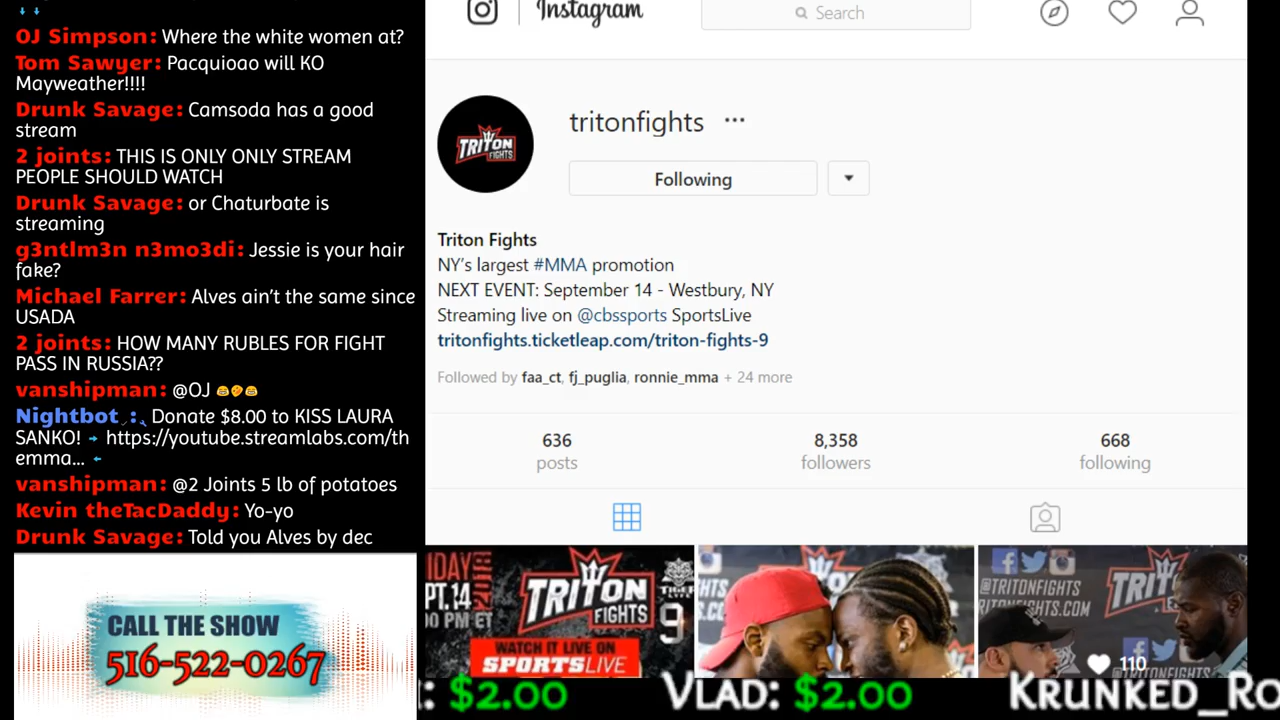 OJ Simpson: Where the white women at?
Tom Sawyer: Pacquioao will KO
Mayweather!!!!
Drunk Savage: Camsoda has a good
stream
2 joints: THIS IS ONLY ONLY STREAM
PEOPLE SHOULD WATCH
Drunk Savage: or Chaturbate is
streaming
g3ntlm3n n3mo3di: Jessie is your hair
fake?
Michael Farrer: Alves ain't the same since
USADA
2 joints: HOW MANY RUBLES FOR FIGHT
PASS IN RUSSIA??
vanshipman: @OJ
Nightbot: Donate $8.00 to KISS LAURA
SANKO! https://youtube.streamlabs.com/th
emma...
vanshipman: @2 Joints 5 lb of potatoes
Kevin theTacDaddy: Yo-yo
Drunk Savage: Told you Alves by dec
CALL THE SHOW
516-522-0267
Instagram
Search
TRITON
FIGHTS
tritonfights ...
Following
Triton Fights
NY's largest #MMA promotion
NEXT EVENT: September 14 - Westbury, NY
Streaming live on @cbssports SportsLive
tritonfights.ticketleap.com/triton-fights-9
Followed by faa_ct, fj_puglia, ronnie_mma + 24 more
636 8,358 668
posts followers following
TRITON
FIGHTS
9
WATCH IT LIVE ON
SPORTSLIVE
@TRITONFIGHTS
110
: $2.00 VLAD: $2.00 KRUNKED_RO